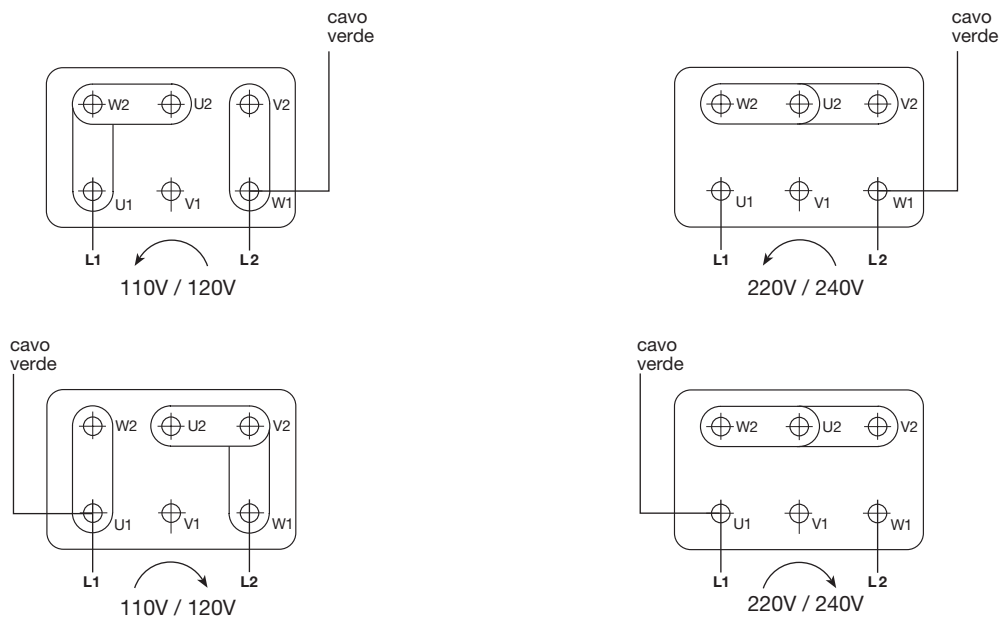 cavo
verde
W2 U2 V2
U1 V1 W1
L1 L2
110V / 120V
cavo
verde
W2 U2 V2
U1 V1 W1
L1 L2
220V / 240V
cavo
verde
W2 U2 V2
U1 V1 W1
L1 L2
110V / 120V
cavo
verde
W2 U2 V2
U1 V1 W1
L1 L2
220V / 240V